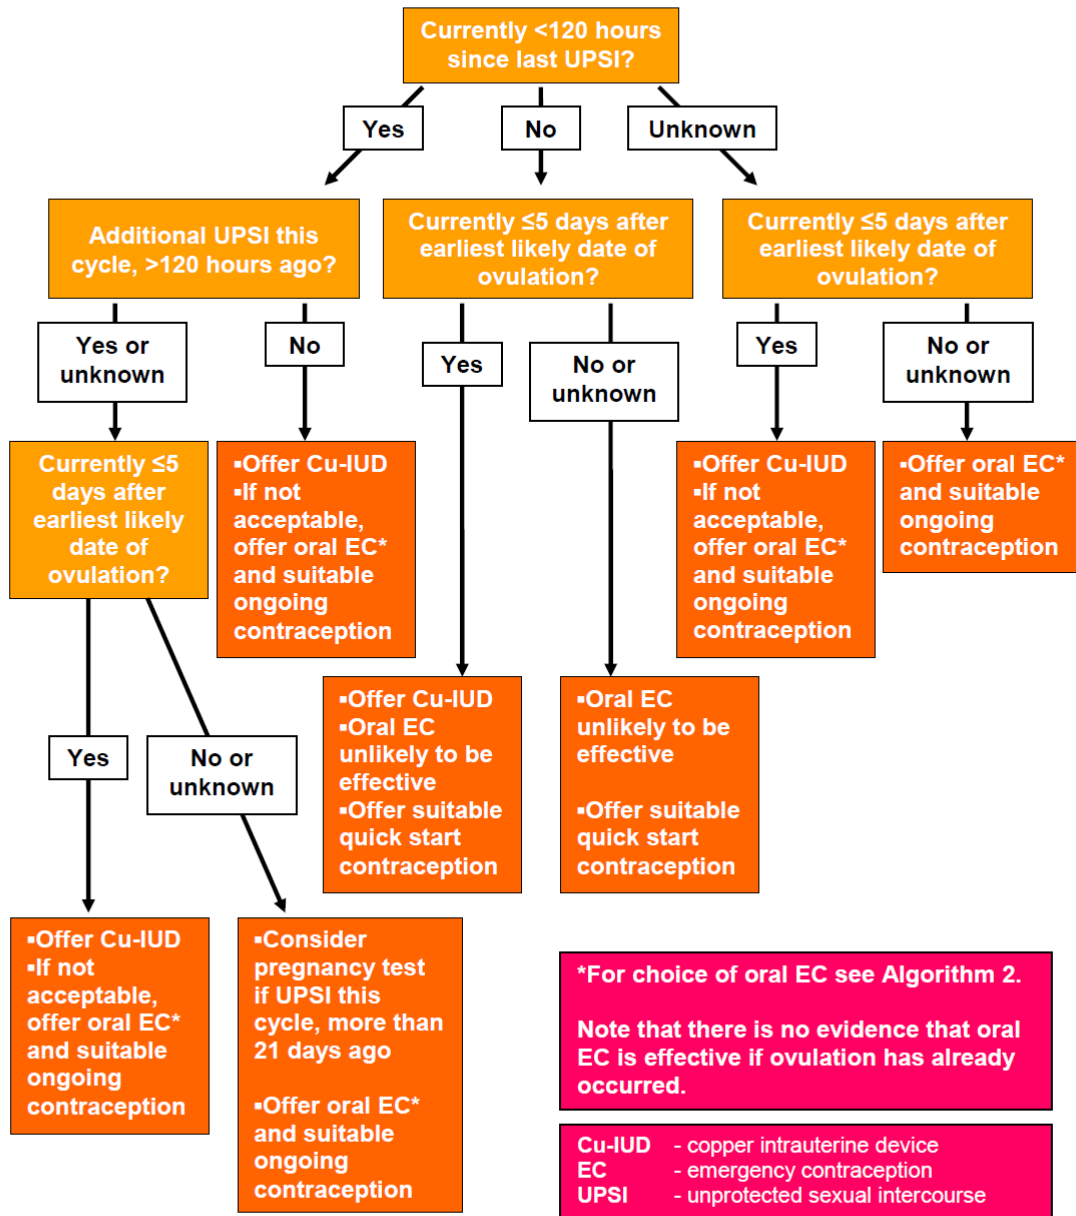 Currently <120 hours
since last UPSI?
Yes
No
Unknown
Additional UPSI this
cycle, >120 hours ago?
Currently ≤5 days after
earliest likely date of
ovulation?
Currently ≤5 days after
earliest likely date of
ovulation?
Yes or
unknown
No
Yes
No or
unknown
Yes
No or
unknown
Currently ≤5
days after
earliest likely
date of
ovulation?
▪Offer Cu-IUD
▪If not
acceptable,
offer oral EC*
and suitable
ongoing
contraception
▪Offer Cu-IUD
▪If not
acceptable,
offer oral EC*
and suitable
ongoing
contraception
▪Offer oral EC*
and suitable
ongoing
contraception
Yes
No or
unknown
▪Offer Cu-IUD
▪Oral EC
unlikely to be
effective
▪Offer suitable
quick start
contraception
▪Oral EC
unlikely to be
effective
▪Offer suitable
quick start
contraception
▪Offer Cu-IUD
▪If not
acceptable,
offer oral EC*
and suitable
ongoing
contraception
▪Consider
pregnancy test
if UPSI this
cycle, more than
21 days ago
▪Offer oral EC*
and suitable
ongoing
contraception
*For choice of oral EC see Algorithm 2.
Note that there is no evidence that oral
EC is effective if ovulation has already
occurred.
Cu-IUD - copper intrauterine device
EC - emergency contraception
UPSI - unprotected sexual intercourse